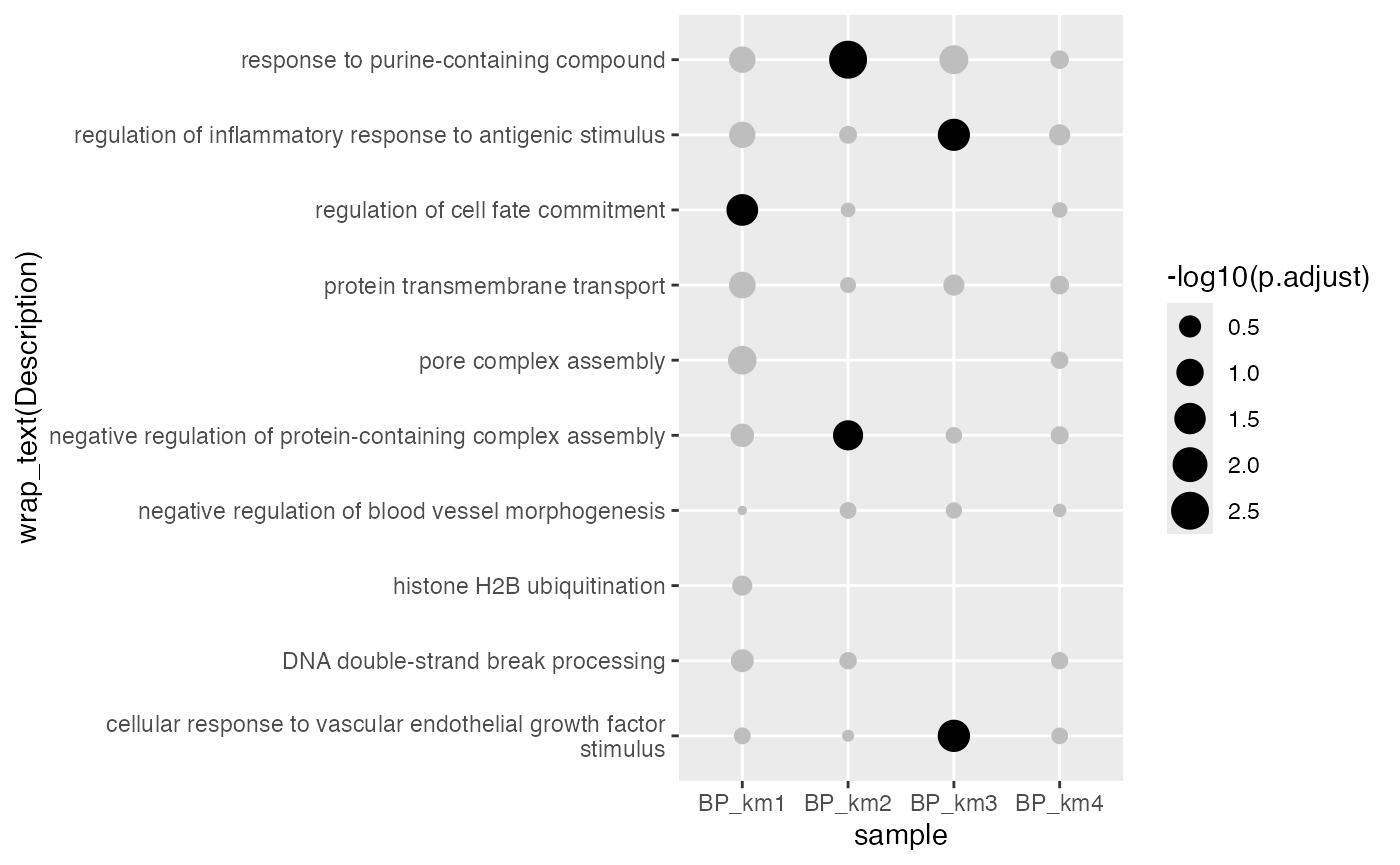 response to purine-containing compound
regulation of inflammatory response to antigenic stimulus
regulation of cell fate commitment
protein transmembrane transport
pore complex assembly
negative regulation of protein-containing complex assembly
negative regulation of blood vessel morphogenesis
histone H2B ubiquitination
DNA double-strand break processing
cellular response to vascular endothelial growth factor
stimulus
wrap_text(Description)
BP_km1 BP_km2 BP_km3 BP_km4
sample
-log10(p.adjust)
0.5
1.0
1.5
2.0
2.5